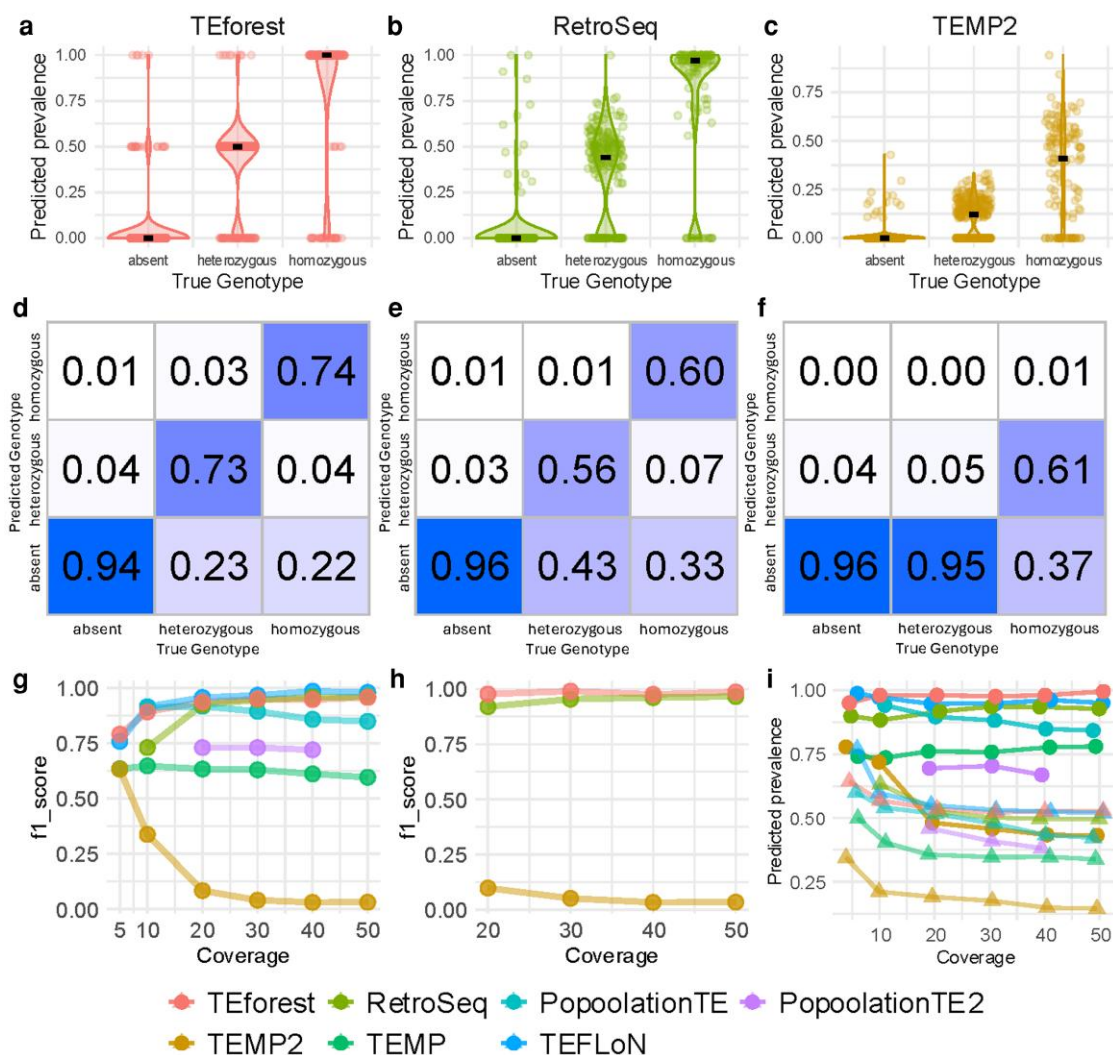 a TEforest
Predicted prevalence
1.00
0.75
0.50
0.25
0.00
absent heterozygous homozygous
True Genotype
b RetroSeq
Predicted prevalence
1.00
0.75
0.50
0.25
0.00
absent heterozygous homozygous
True Genotype
c TEMP2
Predicted prevalence
1.00
0.75
0.50
0.25
0.00
absent heterozygous homozygous
True Genotype
d
Predicted Genotype
homozygous
heterozygous
absent
0.01 0.03 0.74
0.04 0.73 0.04
0.94 0.23 0.22
absent heterozygous homozygous
True Genotype
e
Predicted Genotype
homozygous
heterozygous
absent
0.01 0.01 0.60
0.03 0.56 0.07
0.96 0.43 0.33
absent heterozygous homozygous
True Genotype
f
Predicted Genotype
homozygous
heterozygous
absent
0.00 0.00 0.01
0.04 0.05 0.61
0.96 0.95 0.37
absent heterozygous homozygous
True Genotype
g
f1_score
1.00
0.75
0.50
0.25
0.00
5 10 20 30 40 50
Coverage
h
f1_score
1.00
0.75
0.50
0.25
0.00
20 30 40 50
Coverage
i
Predicted prevalence
1.00
0.75
0.50
0.25
10 20 30 40 50
Coverage
TEforest RetroSeq PopoolationTE PopoolationTE2
TEMP2 TEMP TEFLoN